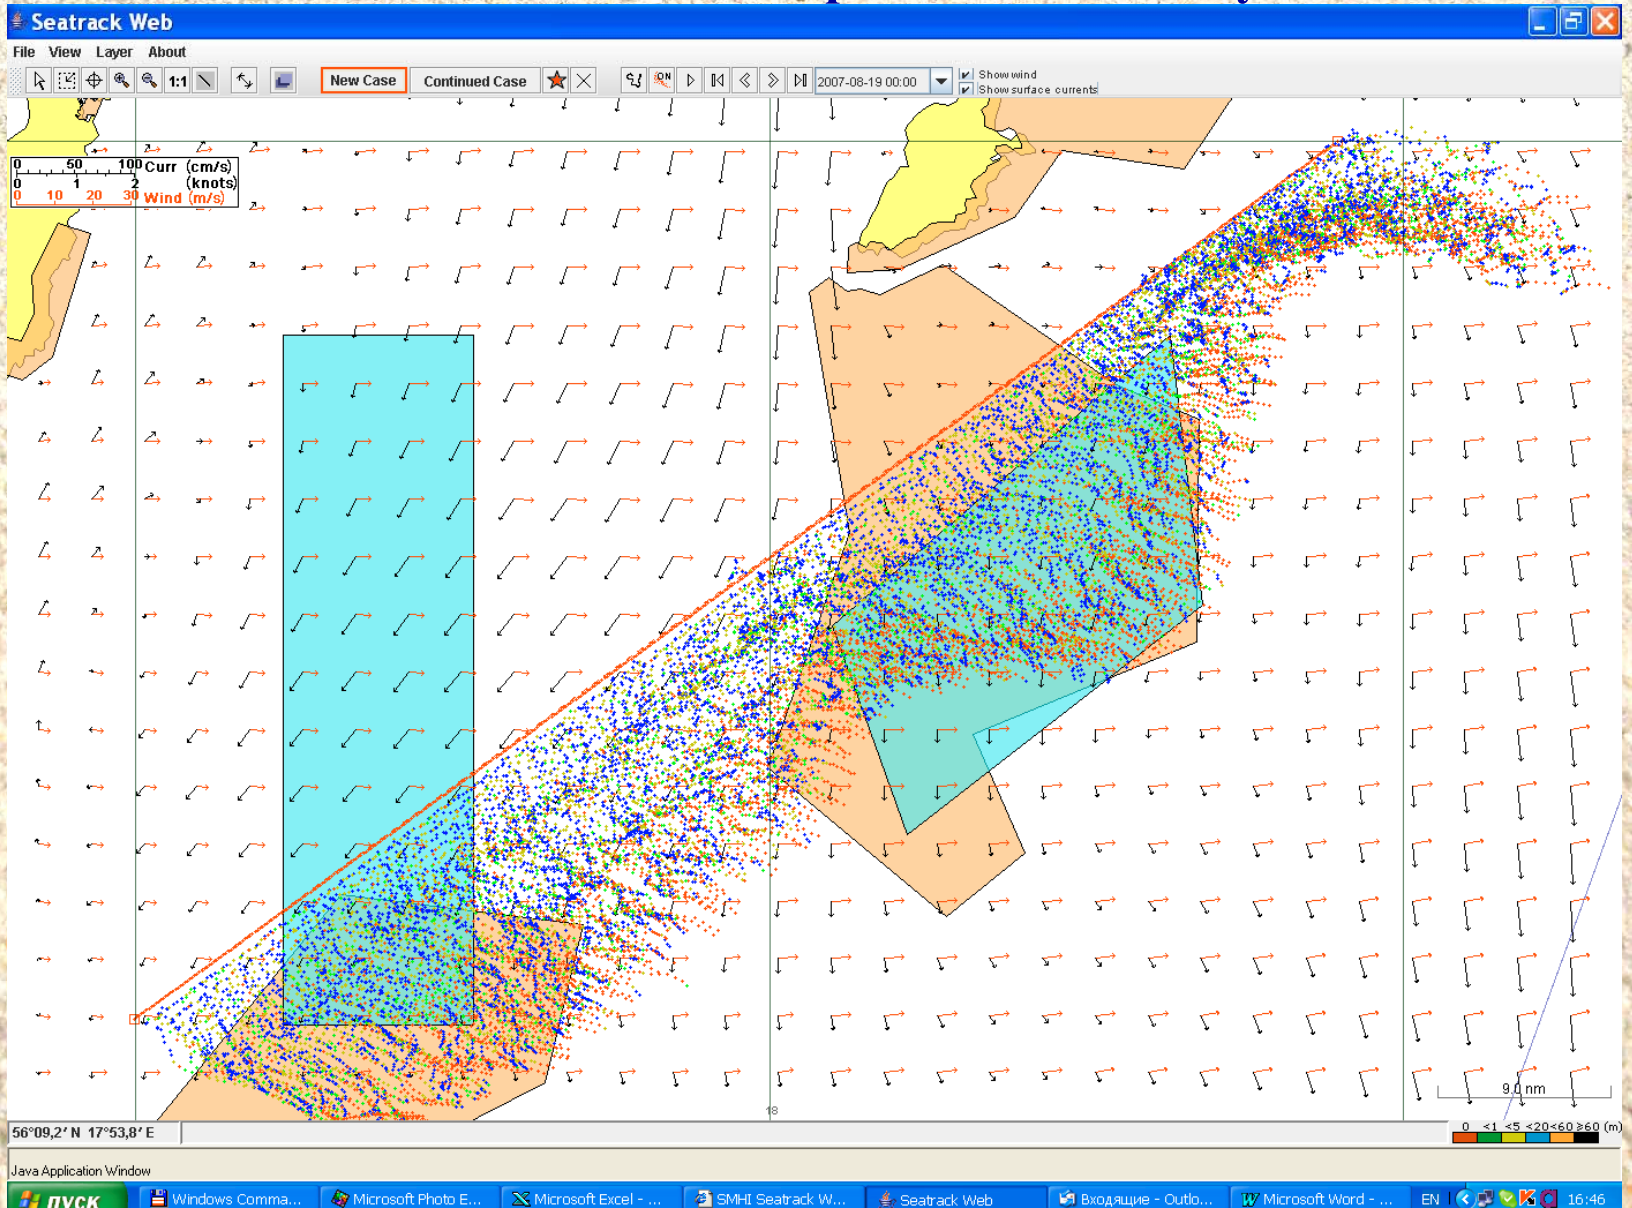 Seatrack Web
File View Layer About
1:1 New Case Continued Case ON 2007-08-19 00:00 Show wind
Show surface currents
0 50 100 Curr (cm/s)
0 1 2 (knots)
0 10 20 30 Wind (m/s)
9,0 nm
18
56°09,2' N 17°53,8' E
0 <1 <5 <20 <60 ≥60 (m)
Java Application Window
пуск Windows Comma... Microsoft Photo E... Microsoft Excel - ... SMHI Seatrack W... Seatrack Web Входящие - Outlo... Microsoft Word - ... EN 16:46